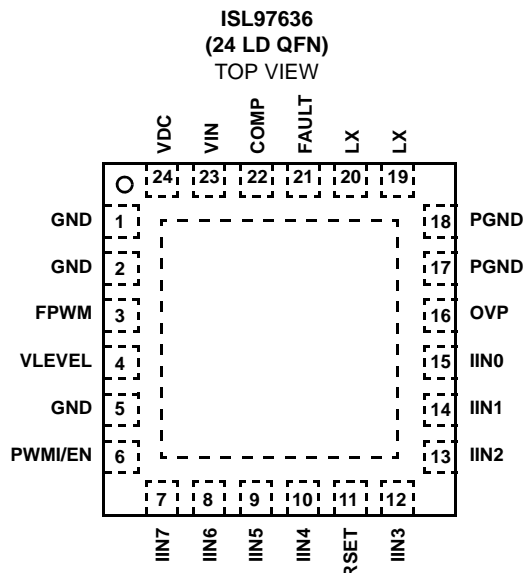 ISL97636
(24 LD QFN)
TOP VIEW
VDC
VIN
COMP
FAULT
LX
LX
24 23 22 21 20 19
GND 1 18 PGND
GND 2 17 PGND
FPWM 3 16 OVP
VLEVEL 4 15 IIN0
GND 5 14 IIN1
PWMI/EN 6 13 IIN2
7 8 9 10 11 12
IIN7
IIN6
IIN5
IIN4
RSET
IIN3